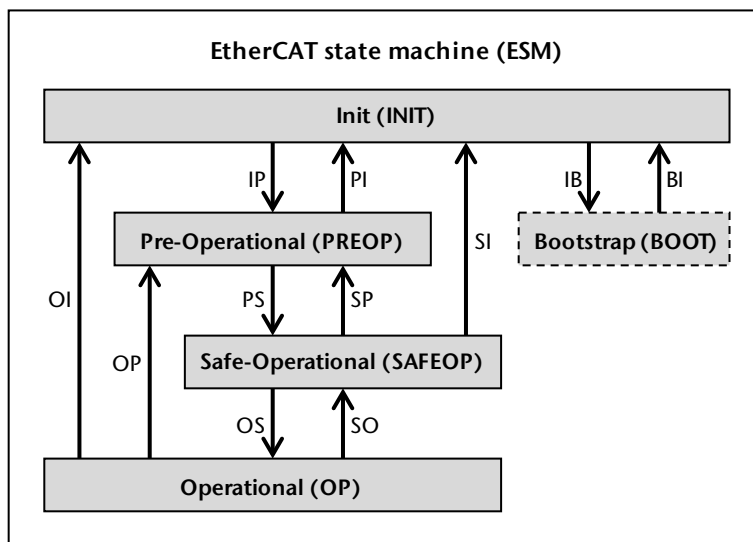 EtherCAT state machine (ESM)
Init (INIT)
IP
PI
IB
BI
Pre-Operational (PREOP)
Bootstrap (BOOT)
SI
OI
PS
SP
OP
Safe-Operational (SAFEOP)
OS
SO
Operational (OP)